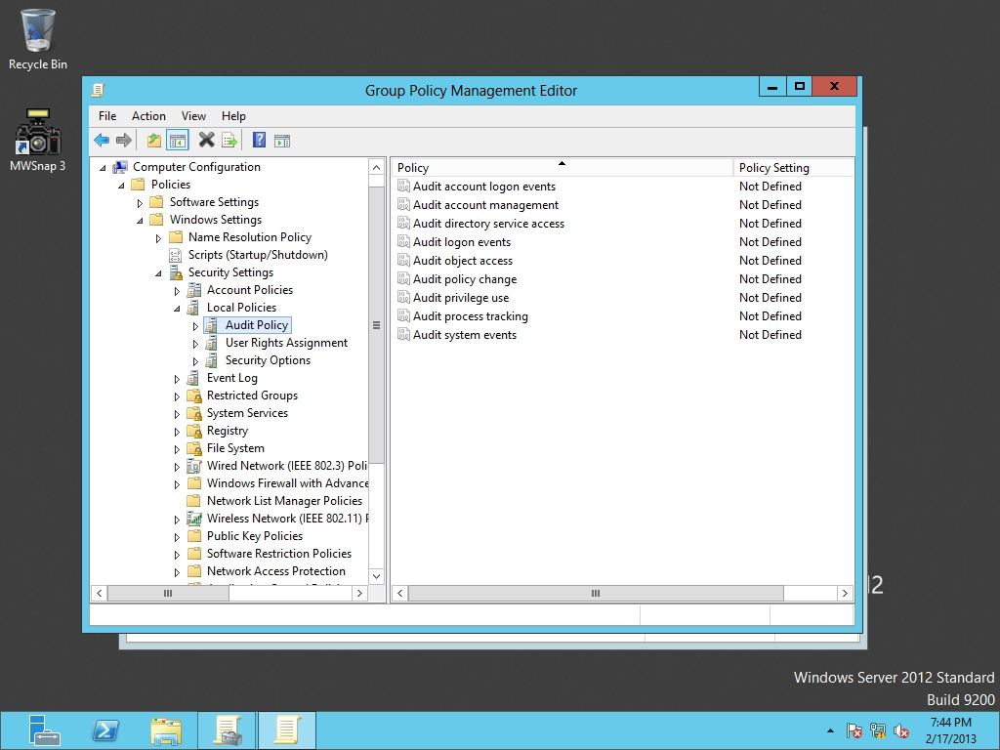 Recycle Bin
MWSnap 3
Group Policy Management Editor
File Action View Help
Computer Configuration
Policies
Software Settings
Windows Settings
Name Resolution Policy
Scripts (Startup/Shutdown)
Security Settings
Account Policies
Local Policies
Audit Policy
User Rights Assignment
Security Options
Event Log
Restricted Groups
System Services
Registry
File System
Wired Network (IEEE 802.3) Poli
Windows Firewall with Advance
Network List Manager Policies
Wireless Network (IEEE 802.11) P
Public Key Policies
Software Restriction Policies
Network Access Protection
Policy Policy Setting
Audit account logon events Not Defined
Audit account management Not Defined
Audit directory service access Not Defined
Audit logon events Not Defined
Audit object access Not Defined
Audit policy change Not Defined
Audit privilege use Not Defined
Audit process tracking Not Defined
Audit system events Not Defined
Windows Server 2012 Standard
Build 9200
7:44 PM
2/17/2013